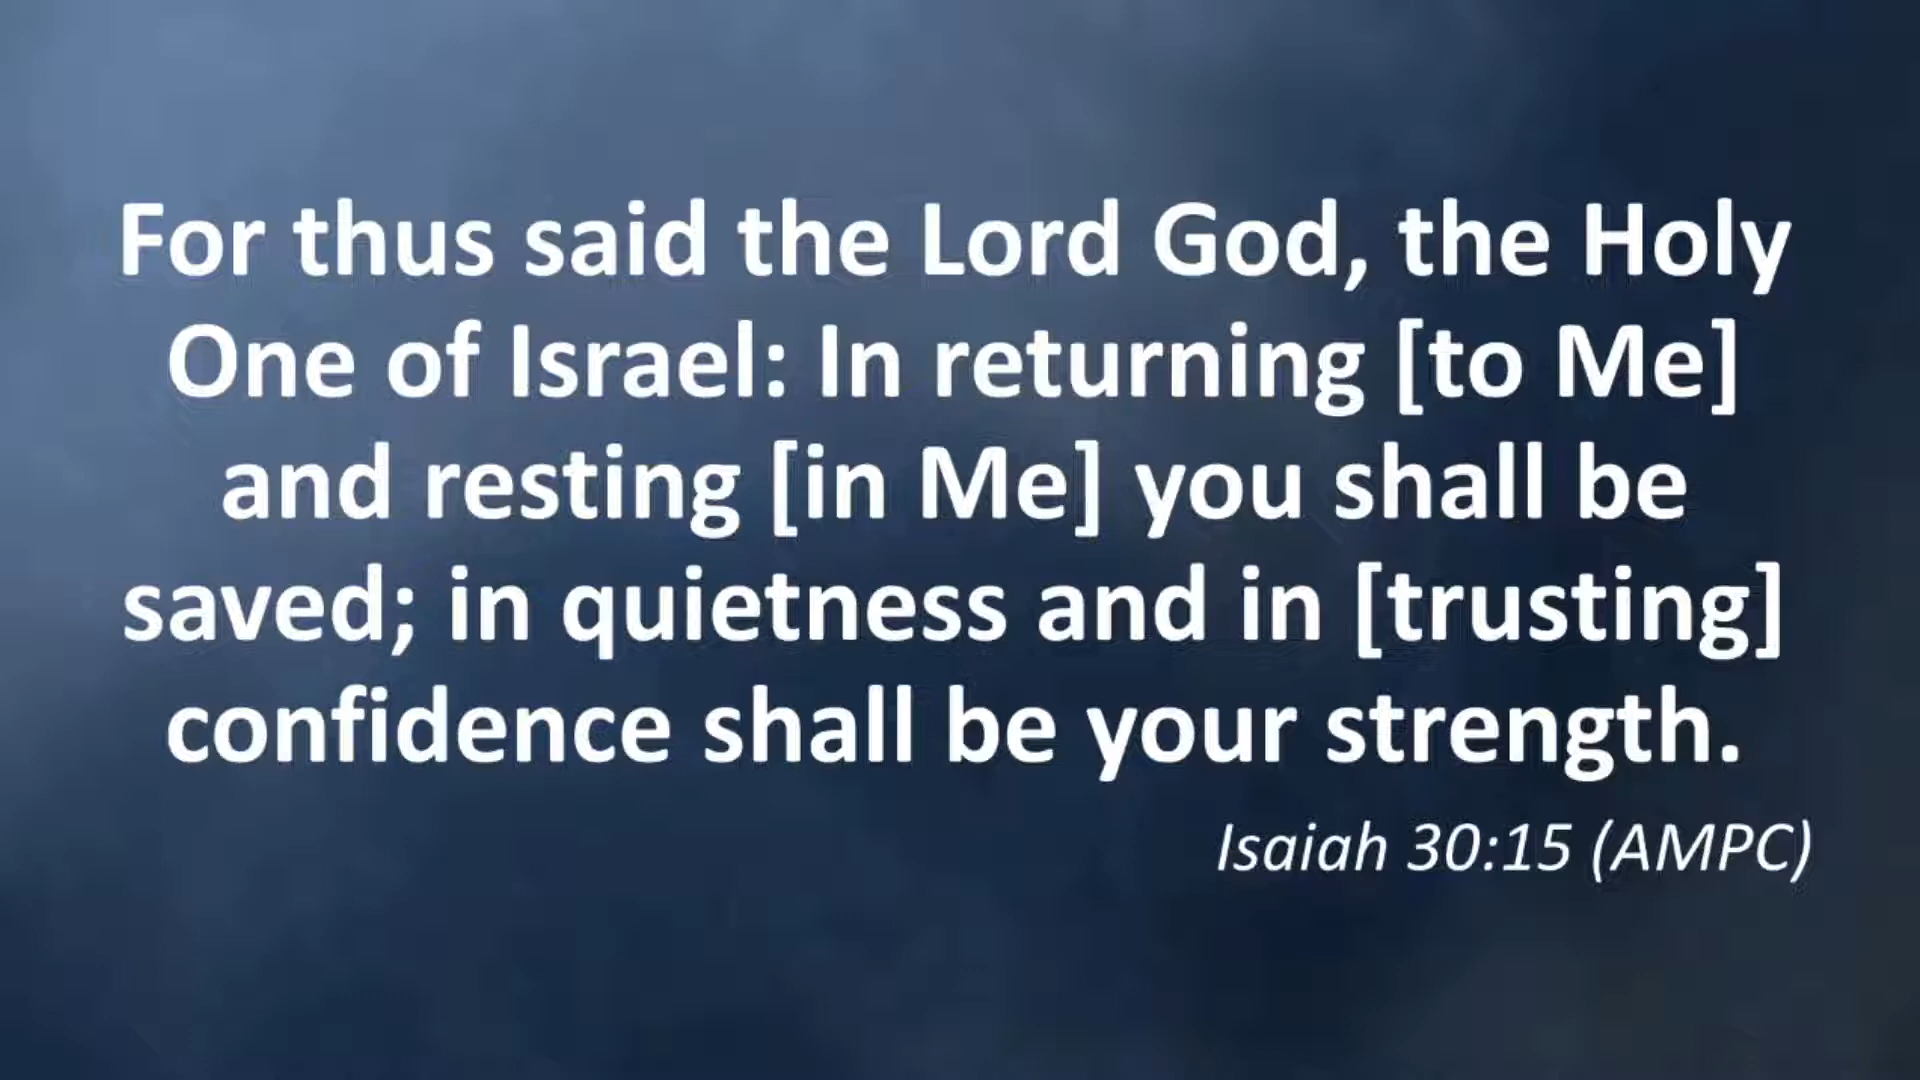 For thus said the Lord God, the Holy
One of Israel: In returning [to Me]
and resting [in Me] you shall be
saved; in quietness and in [trusting]
confidence shall be your strength.
Isaiah 30:15 (AMPC)